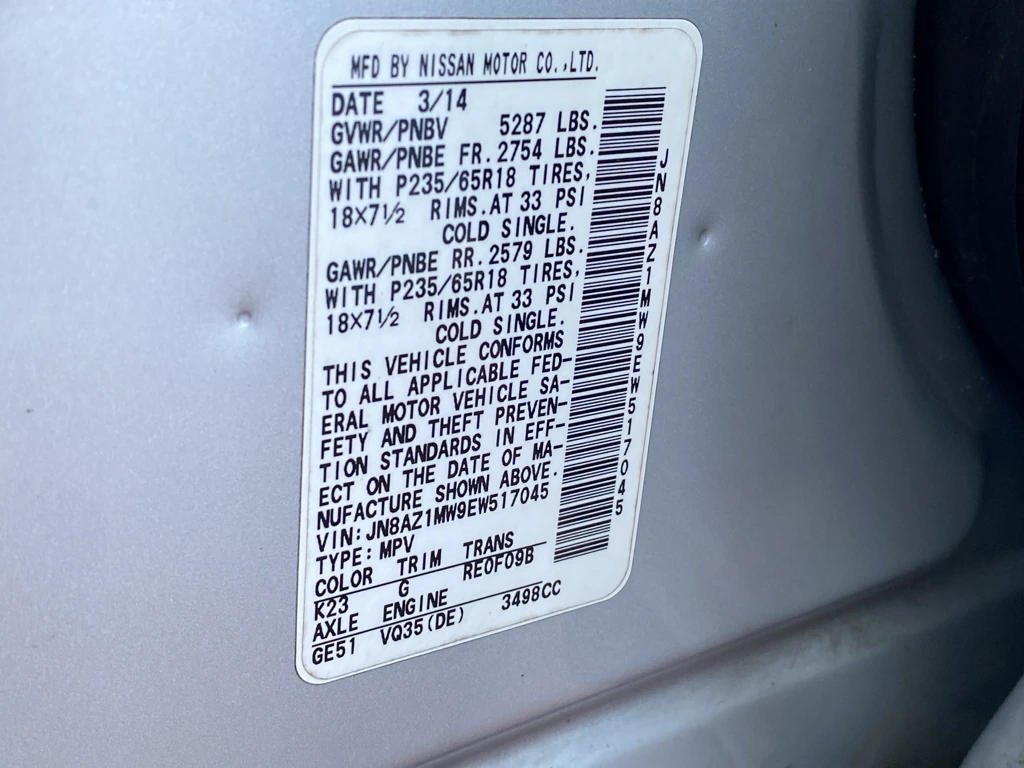 MFD BY NISSAN MOTOR CO.,LTD.
DATE 3/14
GVWR/PNBV 5287 LBS.
GAWR/PNBE FR. 2754 LBS.
WITH P235/65R18 TIRES,
18×7½ RIMS. AT 33 PSI
COLD SINGLE.
GAWR/PNBE RR. 2579 LBS.
WITH P235/65R18 TIRES,
18×7½ RIMS. AT 33 PSI
COLD SINGLE.
THIS VEHICLE CONFORMS
TO ALL APPLICABLE FED-
ERAL MOTOR VEHICLE SA-
FETY AND THEFT PREVEN-
TION STANDARDS IN EFF-
ECT ON THE DATE OF MA-
NUFACTURE SHOWN ABOVE.
VIN:JN8AZ1MW9EW517045
TYPE:MPV
COLOR TRIM TRANS
K23 G RE0F09B
AXLE ENGINE
GE51 VQ35(DE) 3498CC
JN8AZ1MW9EW517045